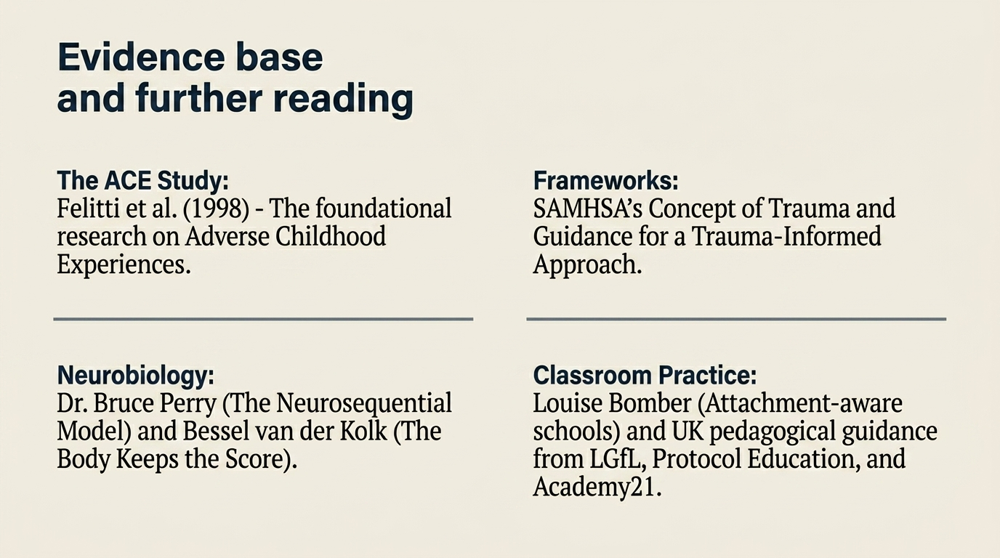 Evidence base
and further reading
The ACE Study:
Felitti et al. (1998) - The foundational
research on Adverse Childhood
Experiences.
Frameworks:
SAMHSA’s Concept of Trauma and
Guidance for a Trauma-Informed
Approach.
Neurobiology:
Dr. Bruce Perry (The Neurosequential
Model) and Bessel van der Kolk (The
Body Keeps the Score).
Classroom Practice:
Louise Bomber (Attachment-aware
schools) and UK pedagogical guidance
from LGfL, Protocol Education, and
Academy21.